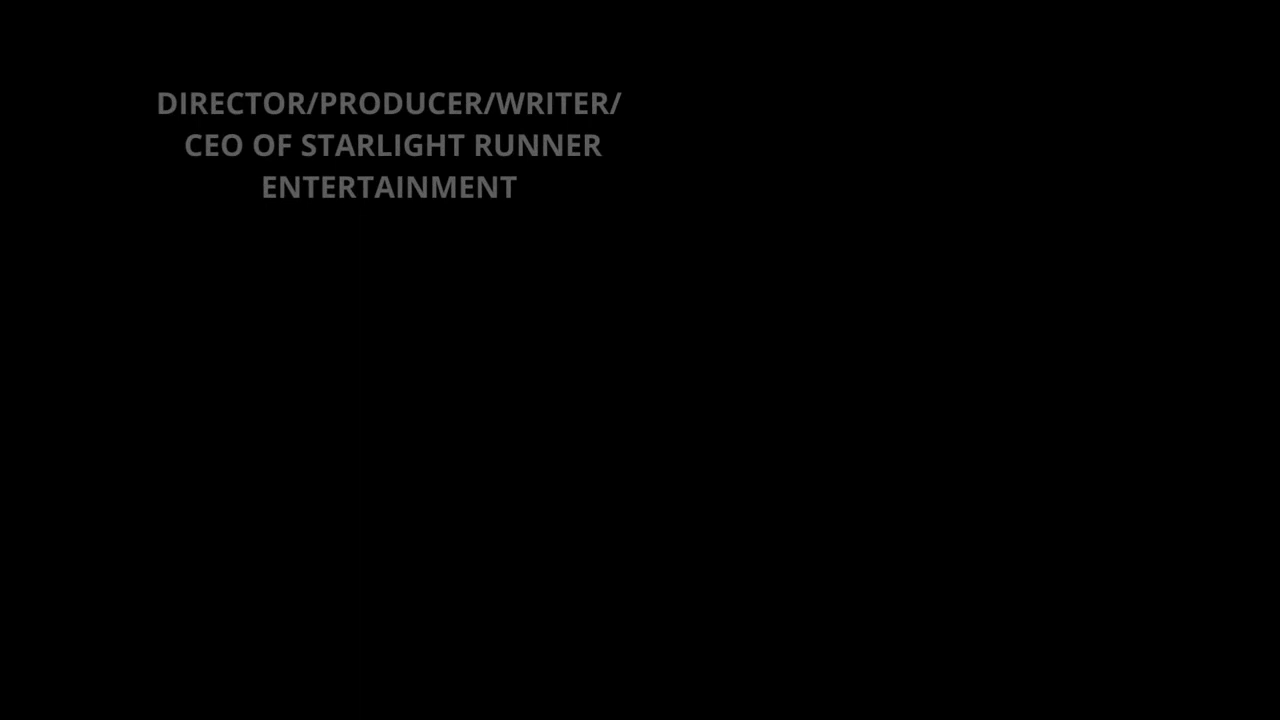 DIRECTOR/PRODUCER/WRITER/
CEO OF STARLIGHT RUNNER
ENTERTAINMENT